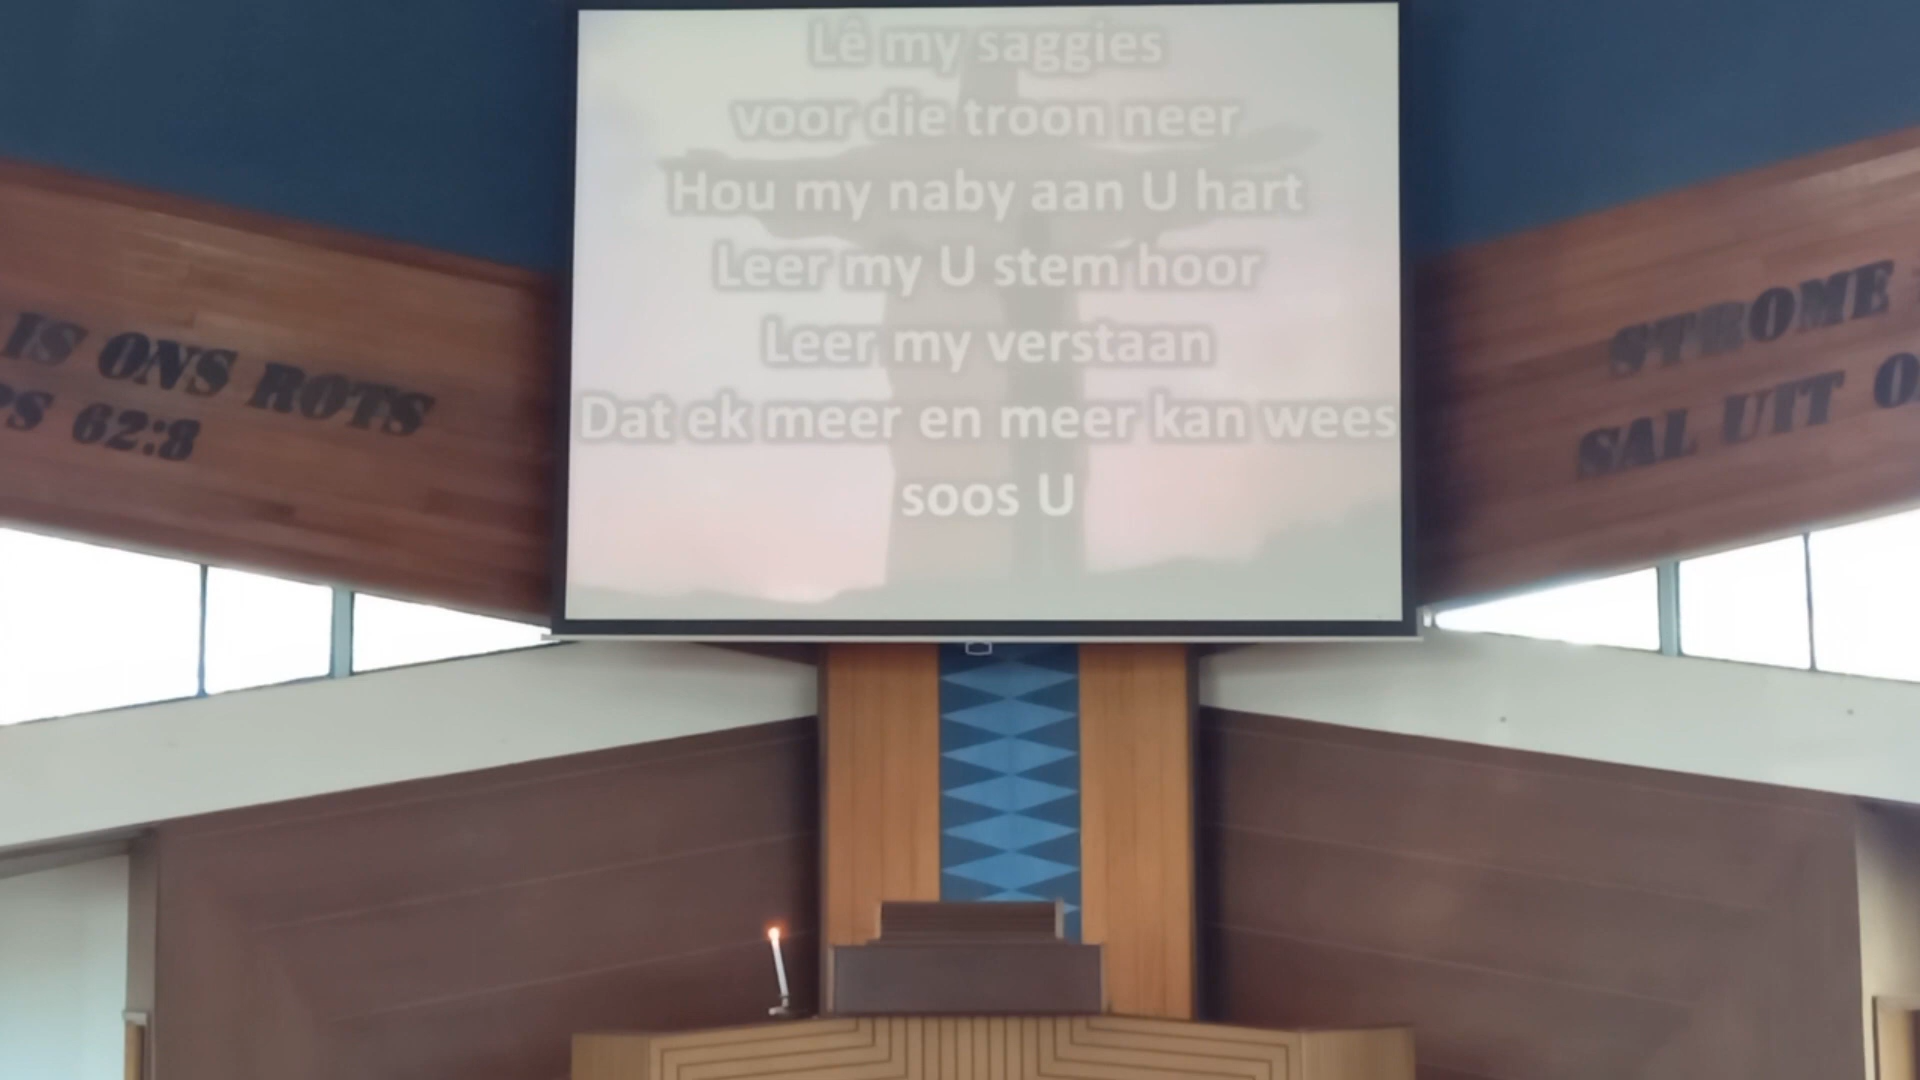 Lê my saggies
voor die troon neer
Hou my naby aan U hart
Leer my U stem hoor
Leer my verstaan
Dat ek meer en meer kan wees
soos U
IS ONS ROTS
PS 62:8
STROME
SAL UIT